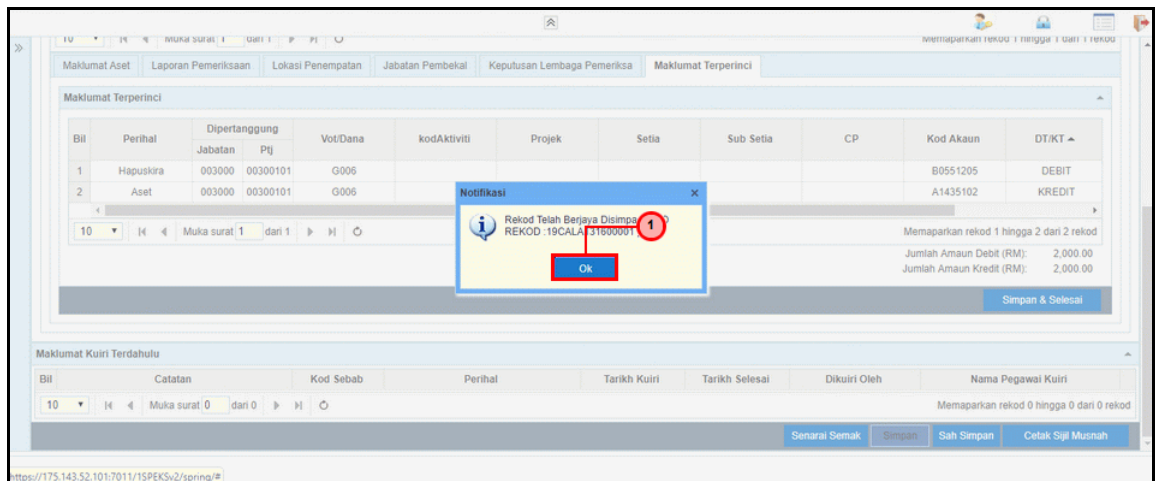 10 Muka surat 1 dari 1 Memaparkan rekod 1 hingga 1 dari 1 rekod
Maklumat Aset Laporan Pemeriksaan Lokasi Penempatan Jabatan Pembekal Keputusan Lembaga Pemeriksa Maklumat Terperinci
Maklumat Terperinci
Bil Perihal Dipertanggung Vot/Dana kodAktiviti Projek Setia Sub Setia CP Kod Akaun DT/KT
Jabatan Ptj
1 Hapuskira 003000 00300101 G006 B0551205 DEBIT
2 Aset 003000 00300101 G006 A1435102 KREDIT
Notifikasi x
Rekod Telah Berjaya
REKOD
1
Ok
10 Muka surat 1 dari 1 Memaparkan rekod 1 hingga 2 dari 2 rekod
Jumlah Amaun Debit (RM): 2,000.00
Jumlah Amaun Kredit (RM): 2,000.00
Simpan & Selesai
Maklumat Kuiri Terdahulu
Bil Catatan Kod Sebab Perihal Tarikh Kuiri Tarikh Selesai Dikuiri Oleh Nama Pegawai Kuiri
10 Muka surat 0 dari 0 Memaparkan rekod 0 hingga 0 dari 0 rekod
Senarai Semak Simpan Sah Simpan Cetak Sijil Musnah
https://175.143.52.101:7011/1SPEKSv2/spring/#